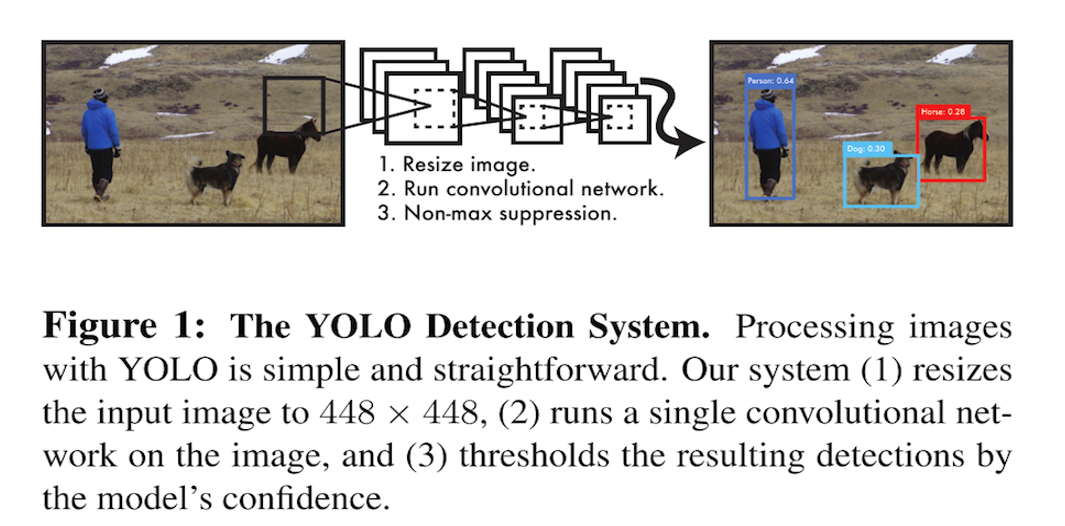 Person: 0.64
Horse: 0.28
Dog: 0.30
1. Resize image.
2. Run convolutional network.
3. Non-max suppression.
Figure 1: The YOLO Detection System. Processing images
with YOLO is simple and straightforward. Our system (1) resizes
the input image to 448 × 448, (2) runs a single convolutional net-
work on the image, and (3) thresholds the resulting detections by
the model's confidence.